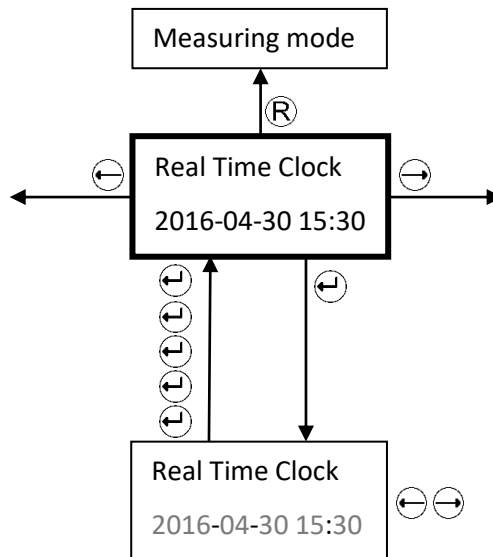 Measuring mode
R
Real Time Clock
2016-04-30 15:30
Real Time Clock
2016-04-30 15:30